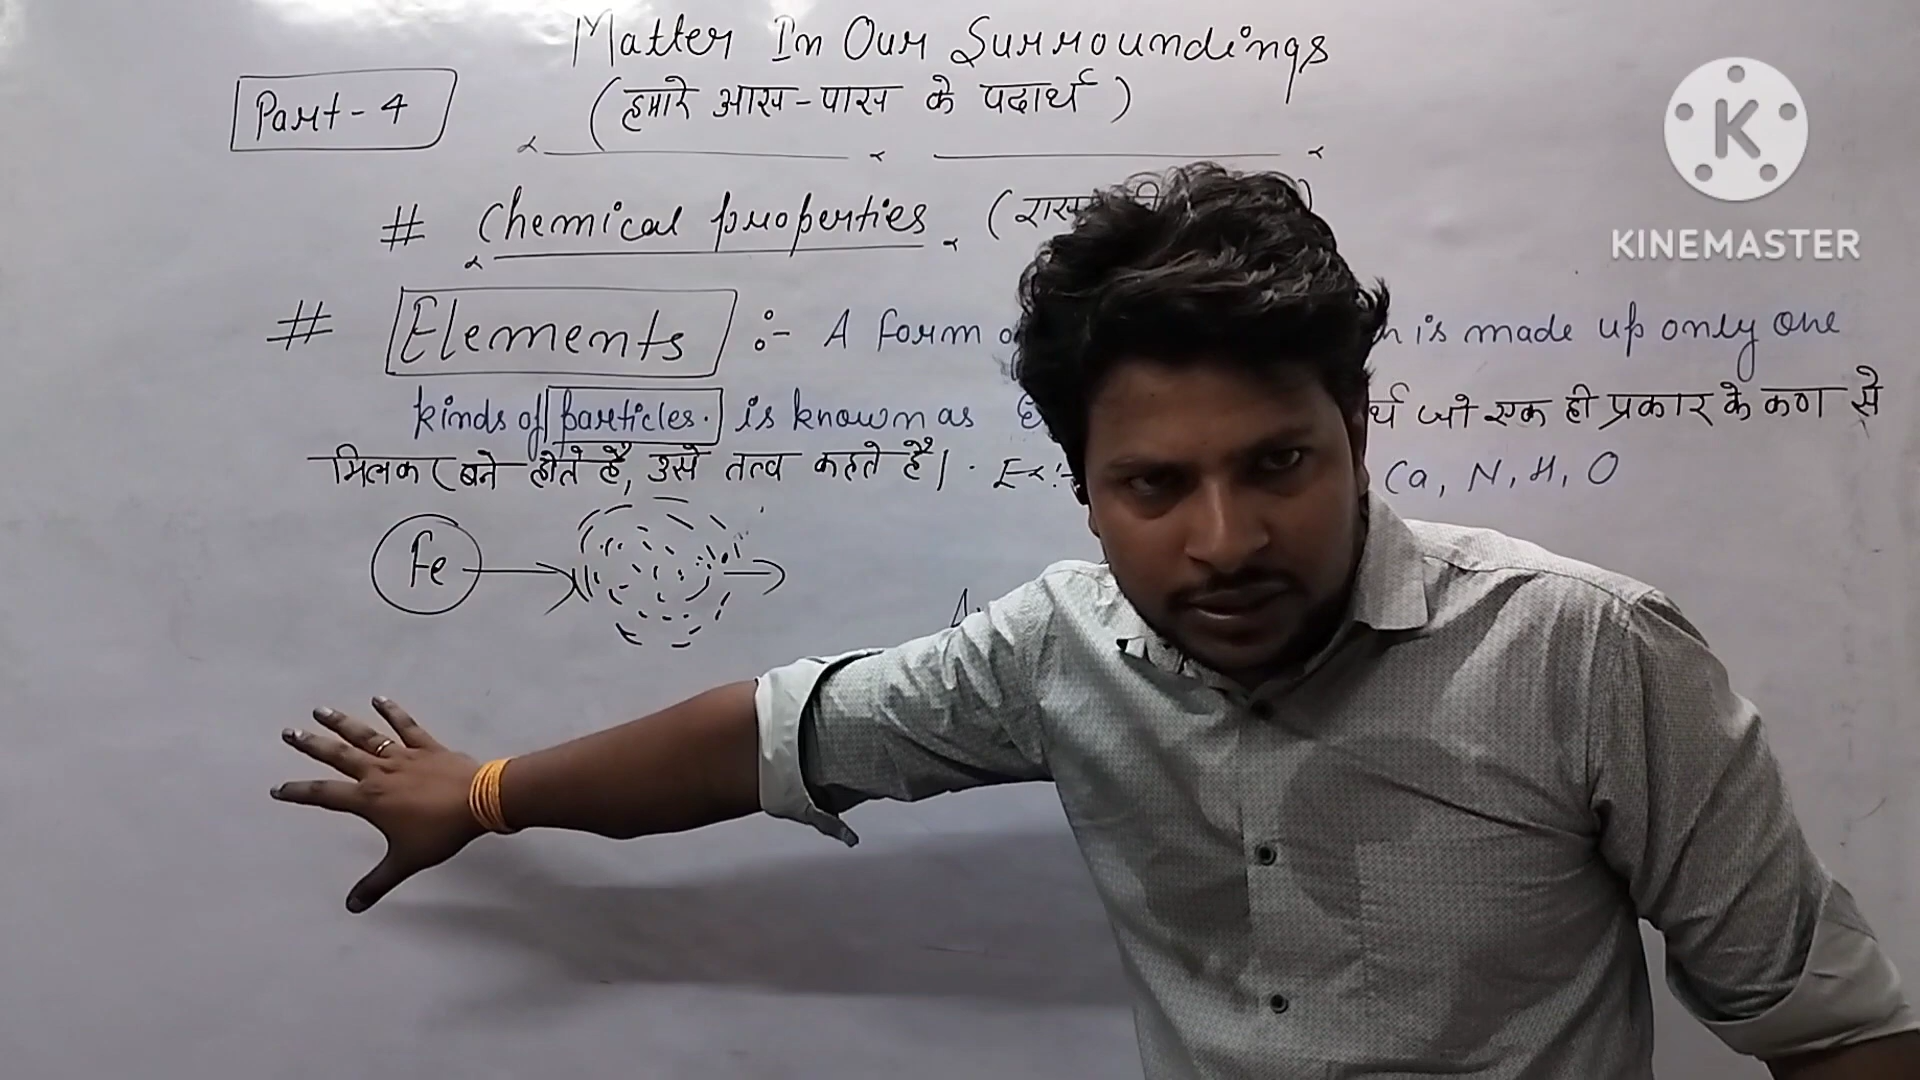 Matter In Our Surroundings
Part-4
(हमारे आस-पास के पदार्थ)
# Chemical properties (रास
# Elements :- A form is made up only one
kinds of particles. is known as जो एक ही प्रकार के कण से
मिलकर बने होते हैं, उसे तत्व कहते हैं। Ex:- Ca, N, H, O
Fe
K
KINEMASTER